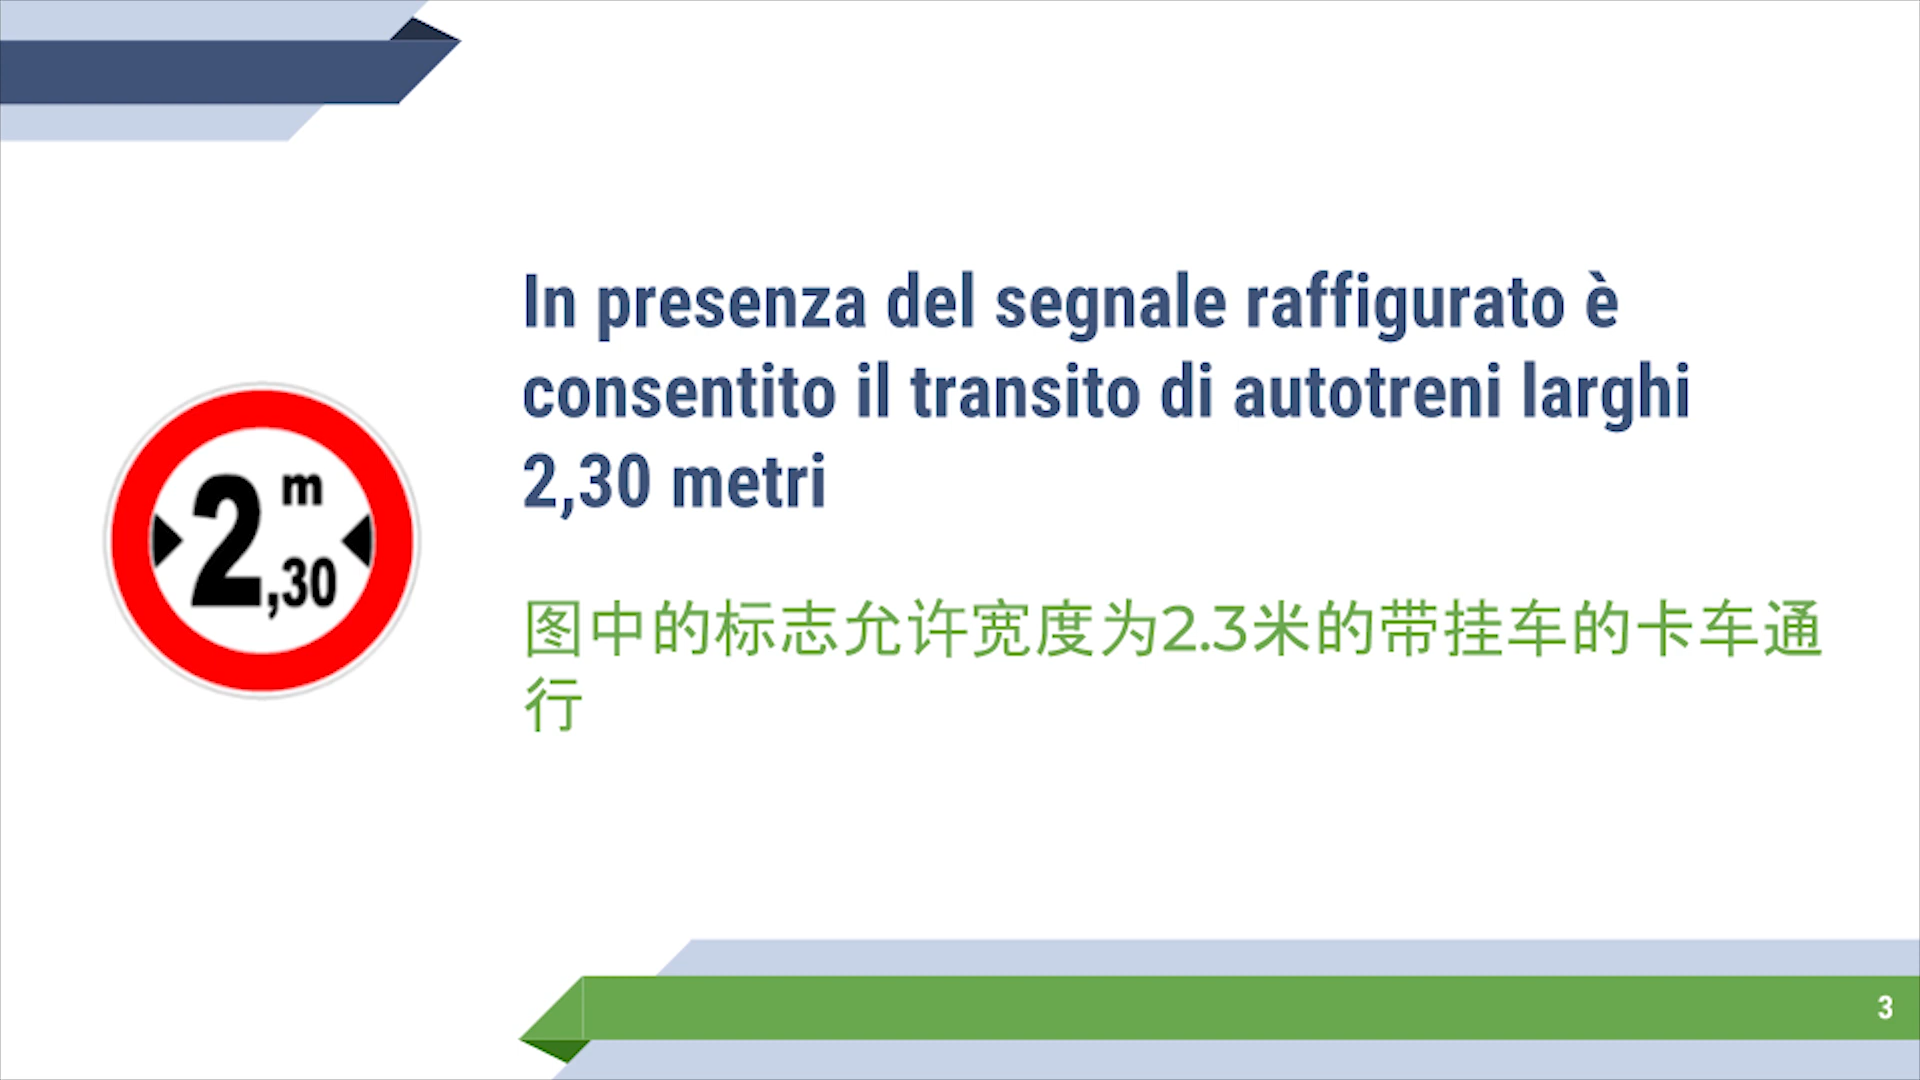 In presenza del segnale raffigurato è
consentito il transito di autotreni larghi
2,30 metri
2,30 m
图中的标志允许宽度为2.3米的带挂车的卡车通
行
3